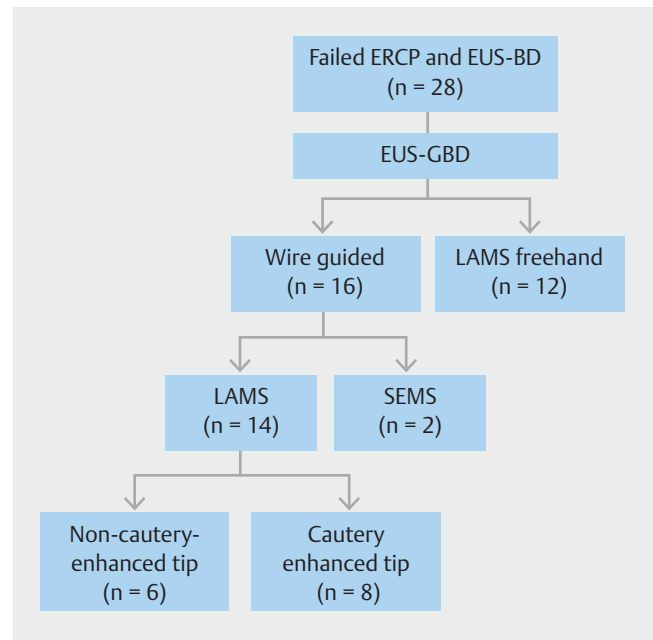 Failed ERCP and EUS-BD
(n = 28)
EUS-GBD
Wire guided
(n = 16)
LAMS freehand
(n = 12)
LAMS
(n = 14)
SEMS
(n = 2)
Non-cautery-
enhanced tip
(n = 6)
Cautery
enhanced tip
(n = 8)